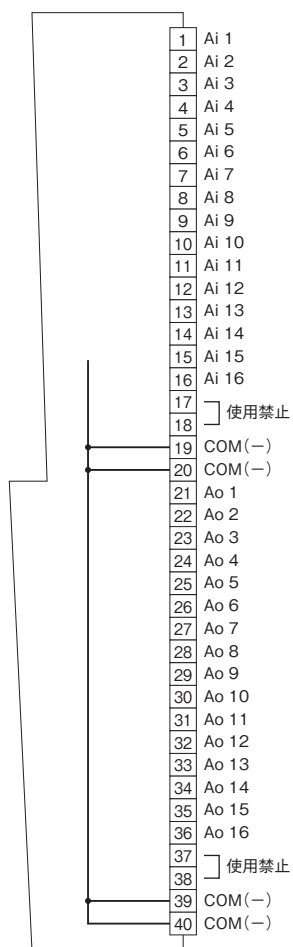 1 Ai 1
2 Ai 2
3 Ai 3
4 Ai 4
5 Ai 5
6 Ai 6
7 Ai 7
8 Ai 8
9 Ai 9
10 Ai 10
11 Ai 11
12 Ai 12
13 Ai 13
14 Ai 14
15 Ai 15
16 Ai 16
17
使用禁止
18
19 COM(−)
20 COM(−)
21 Ao 1
22 Ao 2
23 Ao 3
24 Ao 4
25 Ao 5
26 Ao 6
27 Ao 7
28 Ao 8
29 Ao 9
30 Ao 10
31 Ao 11
32 Ao 12
33 Ao 13
34 Ao 14
35 Ao 15
36 Ao 16
37
使用禁止
38
39 COM(−)
40 COM(−)